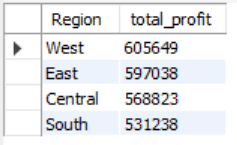 Region total_profit
West 605649
East 597038
Central 568823
South 531238